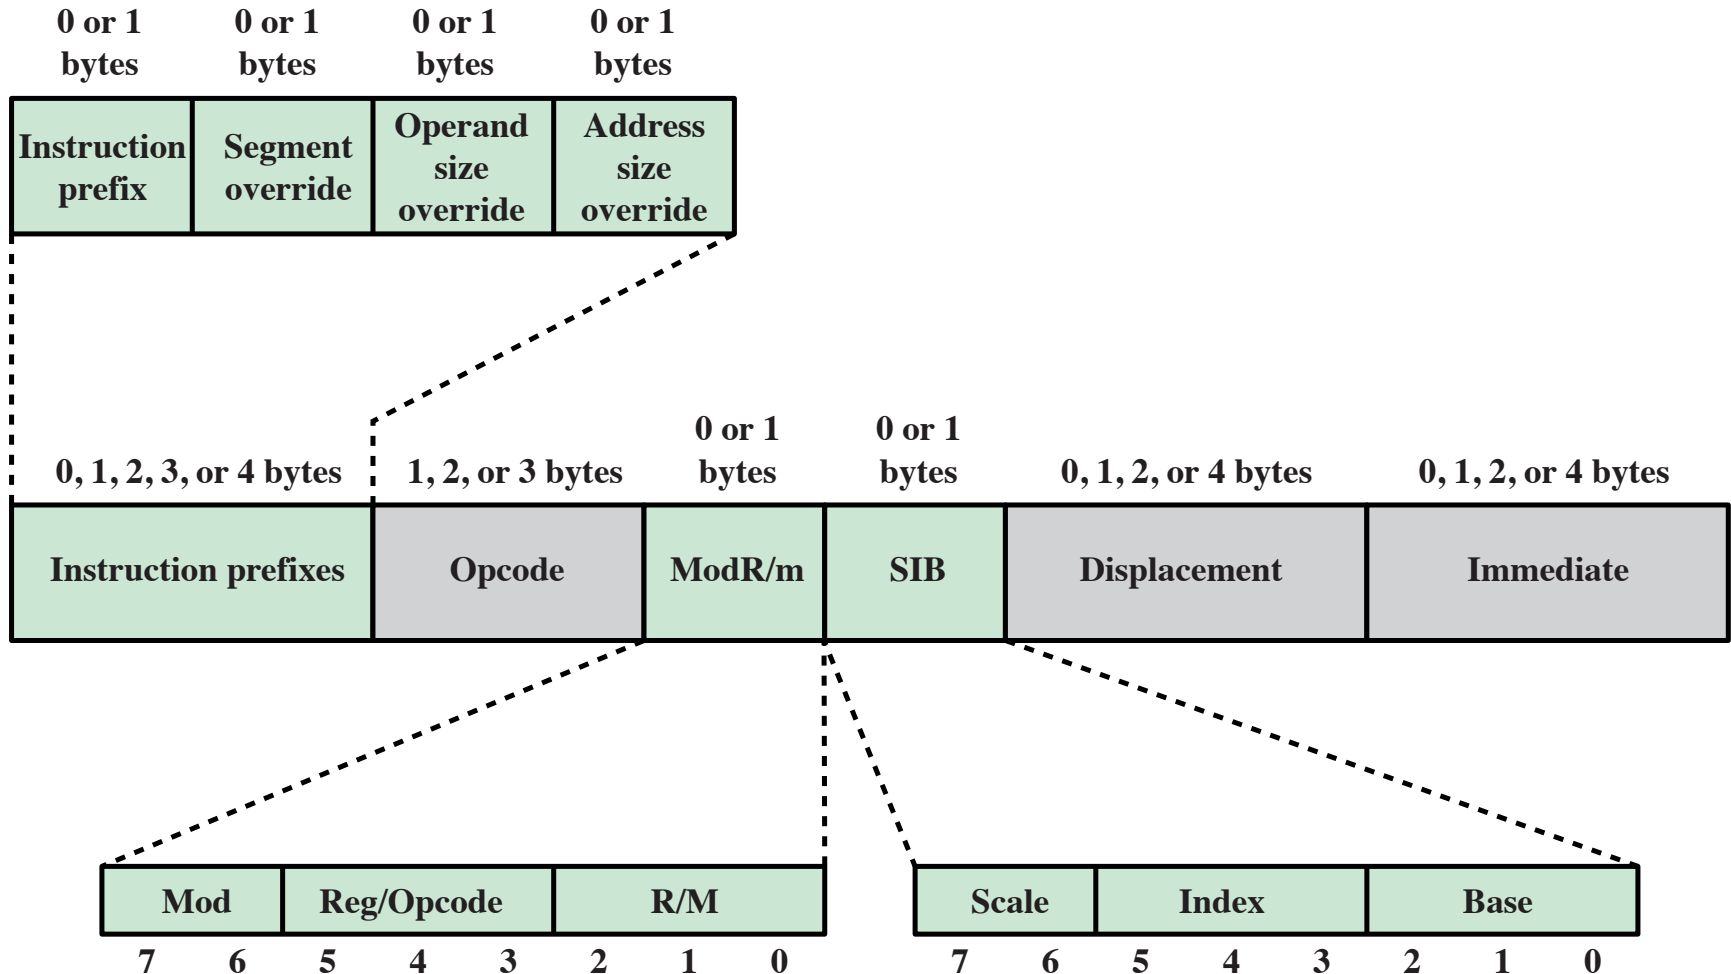 0 or 1 0 or 1 0 or 1 0 or 1
bytes bytes bytes bytes
Instruction
prefix
Segment
override
Operand
size
override
Address
size
override
0, 1, 2, 3, or 4 bytes
1, 2, or 3 bytes
0 or 1
bytes
0 or 1
bytes
0, 1, 2, or 4 bytes
0, 1, 2, or 4 bytes
Instruction prefixes
Opcode
ModR/m
SIB
Displacement
Immediate
Mod
Reg/Opcode
R/M
Scale
Index
Base
7 6 5 4 3 2 1 0
7 6 5 4 3 2 1 0